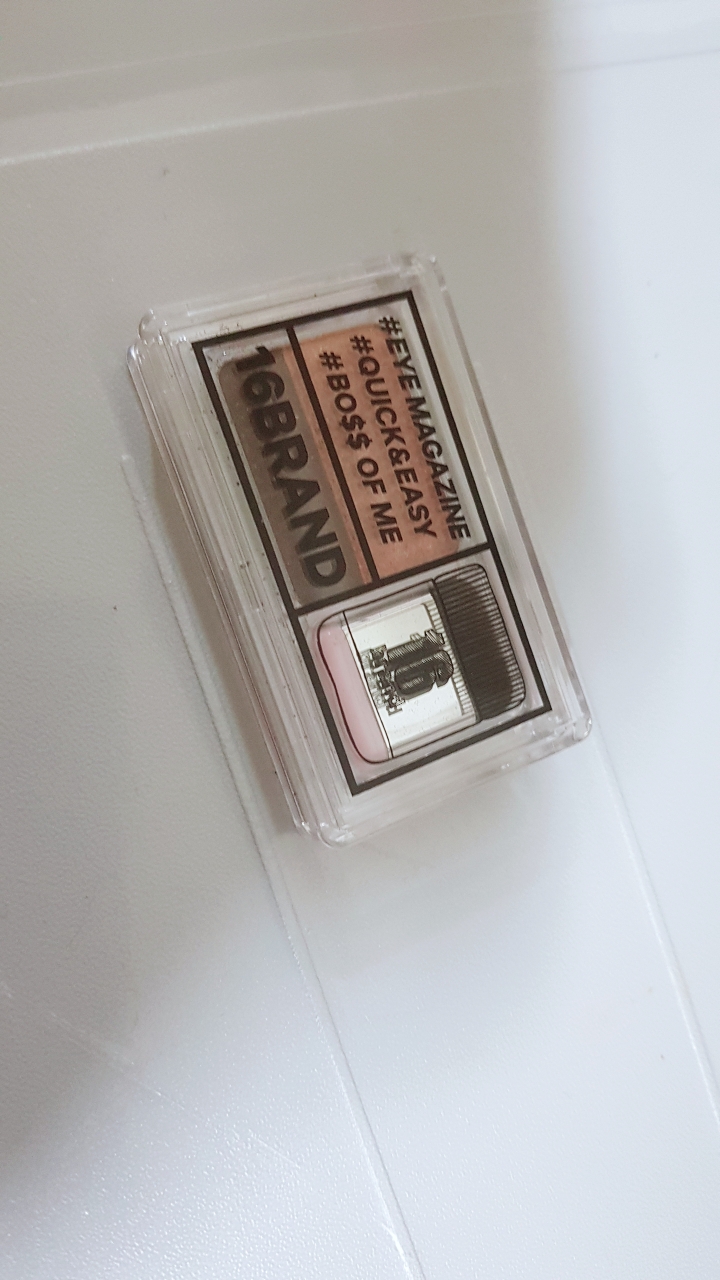 #EYE MAGAZINE
#QUICK&EASY
#BO$$ OF ME
16BRAND
16